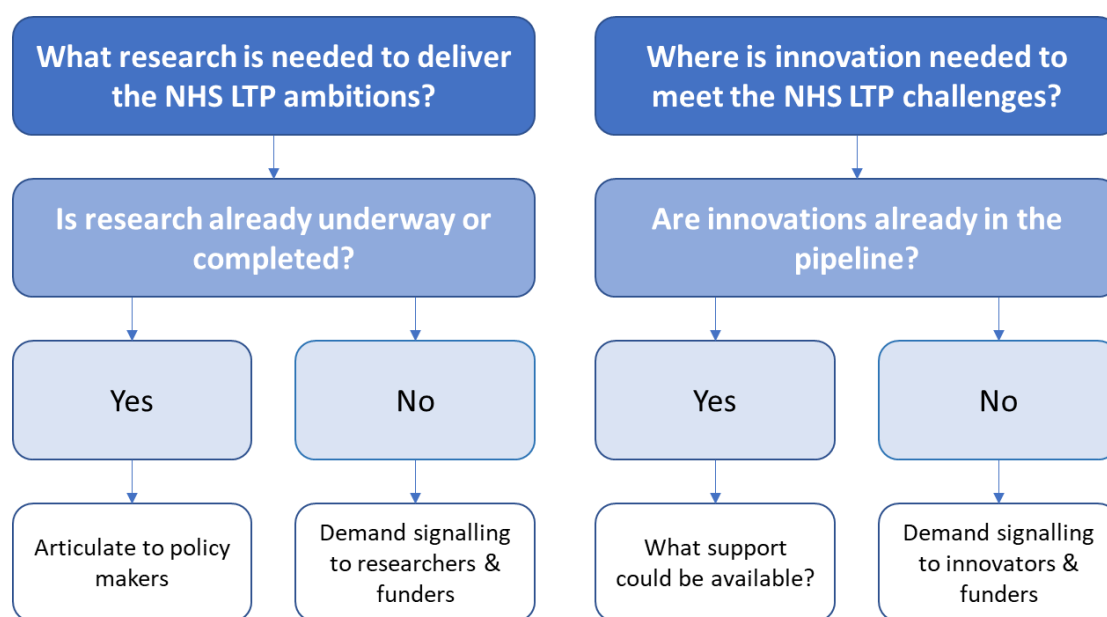 What research is needed to deliver
the NHS LTP ambitions?
Is research already underway or
completed?
Yes
No
Articulate to policy
makers
Demand signalling
to researchers &
funders
Where is innovation needed to
meet the NHS LTP challenges?
Are innovations already in the
pipeline?
Yes
No
What support
could be available?
Demand signalling
to innovators &
funders